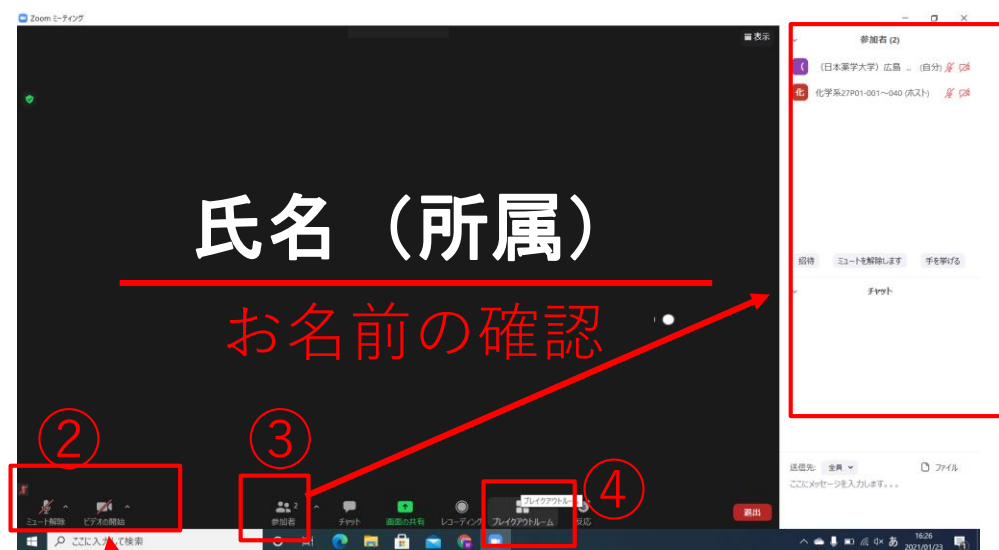 Zoom ミーティング
表示
参加者 (2)
(
(日本薬学大学) 広島 ... (自分)
化
化学系27P01-001～040 (ホスト)
氏名（所属）
お名前の確認
招待
ミュートを解除します
手を挙げる
チャット
②
③
④
ブレイクアウトルーム
2
ミュート解除
ビデオの開始
参加者
チャット
画面の共有
レコーディング
ブレイクアウトルーム
反応
退出
送信先:
全員
ファイル
ここにメッセージを入力します。。。
ここに入力して検索
あ
16:26
2021/01/23